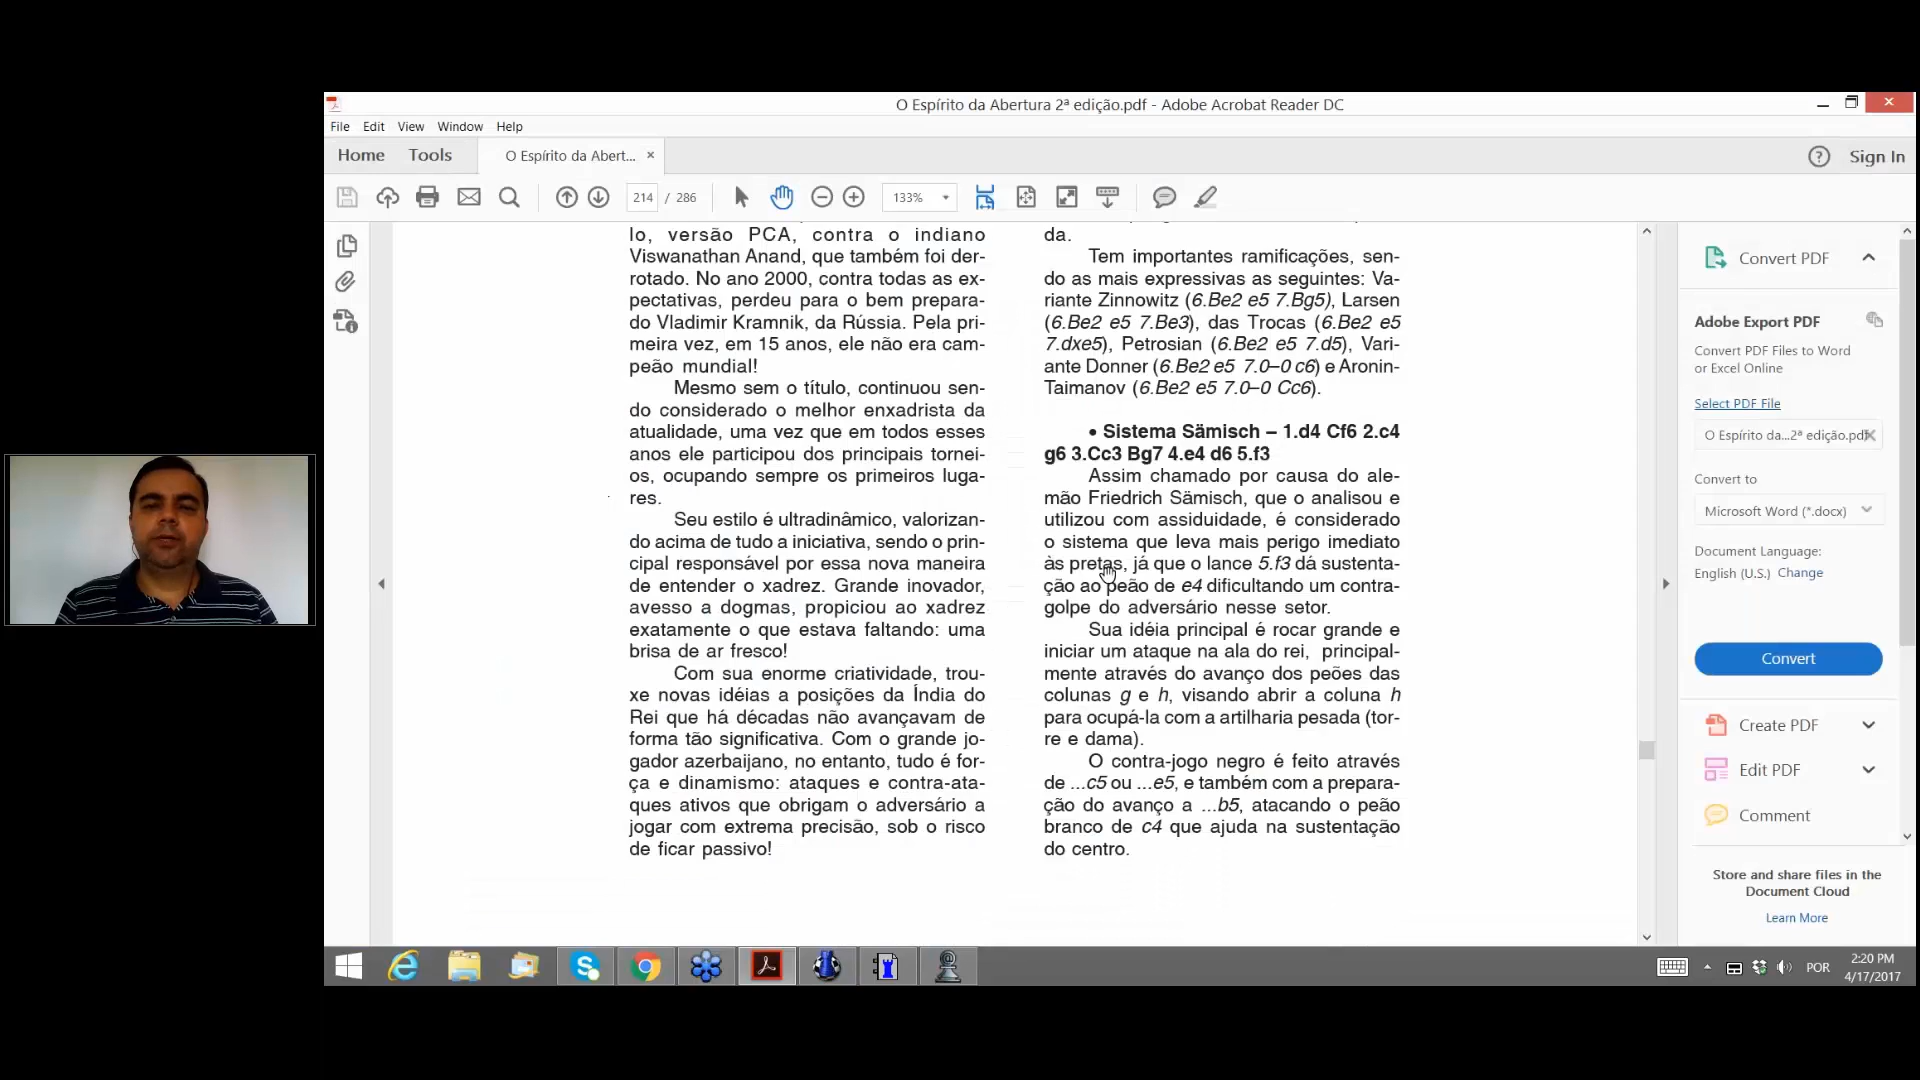 O Espírito da Abertura 2ª edição.pdf - Adobe Acrobat Reader DC
File Edit View Window Help
Home Tools O Espírito da Abert... ×
Sign In
214 / 286 133%
lo, versão PCA, contra o indiano
Viswanathan Anand, que também foi der-
rotado. No ano 2000, contra todas as ex-
pectativas, perdeu para o bem prepara-
do Vladimir Kramnik, da Rússia. Pela pri-
meira vez, em 15 anos, ele não era cam-
peão mundial!
Mesmo sem o título, continuou sen-
do considerado o melhor enxadrista da
atualidade, uma vez que em todos esses
anos ele participou dos principais tornei-
os, ocupando sempre os primeiros luga-
res.
Seu estilo é ultradinâmico, valorizan-
do acima de tudo a iniciativa, sendo o prin-
cipal responsável por essa nova maneira
de entender o xadrez. Grande inovador,
avesso a dogmas, propiciou ao xadrez
exatamente o que estava faltando: uma
brisa de ar fresco!
Com sua enorme criatividade, trou-
xe novas idéias a posições da Índia do
Rei que há décadas não avançavam de
forma tão significativa. Com o grande jo-
gador azerbaijano, no entanto, tudo é for-
ça e dinamismo: ataques e contra-ata-
ques ativos que obrigam o adversário a
jogar com extrema precisão, sob o risco
de ficar passivo!
da.
Tem importantes ramificações, sen-
do as mais expressivas as seguintes: Va-
riante Zinnowitz (6.Be2 e5 7.Bg5), Larsen
(6.Be2 e5 7.Be3), das Trocas (6.Be2 e5
7.dxe5), Petrosian (6.Be2 e5 7.d5), Vari-
ante Donner (6.Be2 e5 7.0–0 c6) e Aronin-
Taimanov (6.Be2 e5 7.0–0 Cc6).
• Sistema Sämisch – 1.d4 Cf6 2.c4
g6 3.Cc3 Bg7 4.e4 d6 5.f3
Assim chamado por causa do ale-
mão Friedrich Sämisch, que o analisou e
utilizou com assiduidade, é considerado
o sistema que leva mais perigo imediato
às pretas, já que o lance 5.f3 dá sustenta-
ção ao peão de e4 dificultando um contra-
golpe do adversário nesse setor.
Sua idéia principal é rocar grande e
iniciar um ataque na ala do rei, principal-
mente através do avanço dos peões das
colunas g e h, visando abrir a coluna h
para ocupá-la com a artilharia pesada (tor-
re e dama).
O contra-jogo negro é feito através
de ...c5 ou ...e5, e também com a prepara-
ção do avanço a ...b5, atacando o peão
branco de c4 que ajuda na sustentação
do centro.
Convert PDF
Adobe Export PDF
Convert PDF Files to Word
or Excel Online
Select PDF File
O Espírito da...2ª edição.pdf
Convert to
Microsoft Word (*.docx)
Document Language:
English (U.S.) Change
Convert
Create PDF
Edit PDF
Comment
Store and share files in the
Document Cloud
Learn More
POR
2:20 PM
4/17/2017